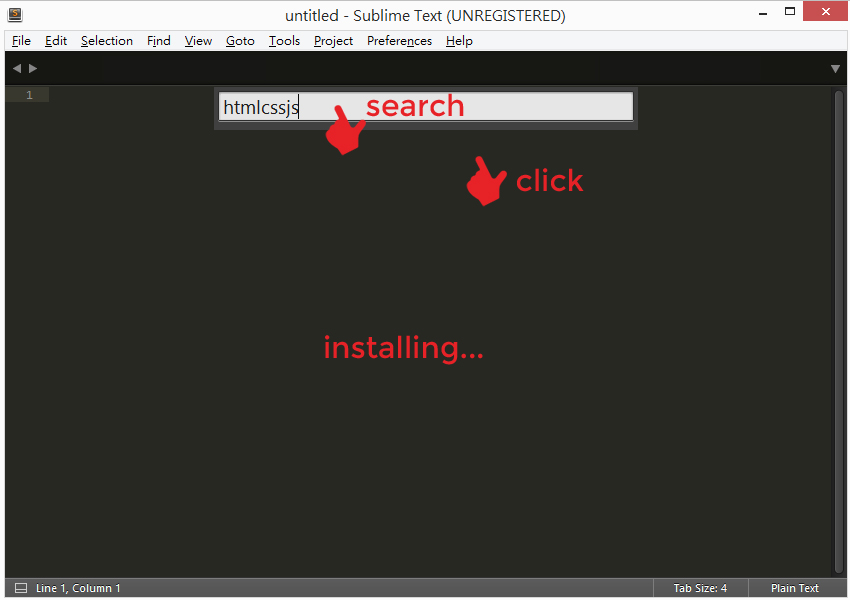 untitled - Sublime Text (UNREGISTERED)
File Edit Selection Find View Goto Tools Project Preferences Help
1
htmlcssjs
search
click
installing...
Line 1, Column 1 Tab Size: 4 Plain Text